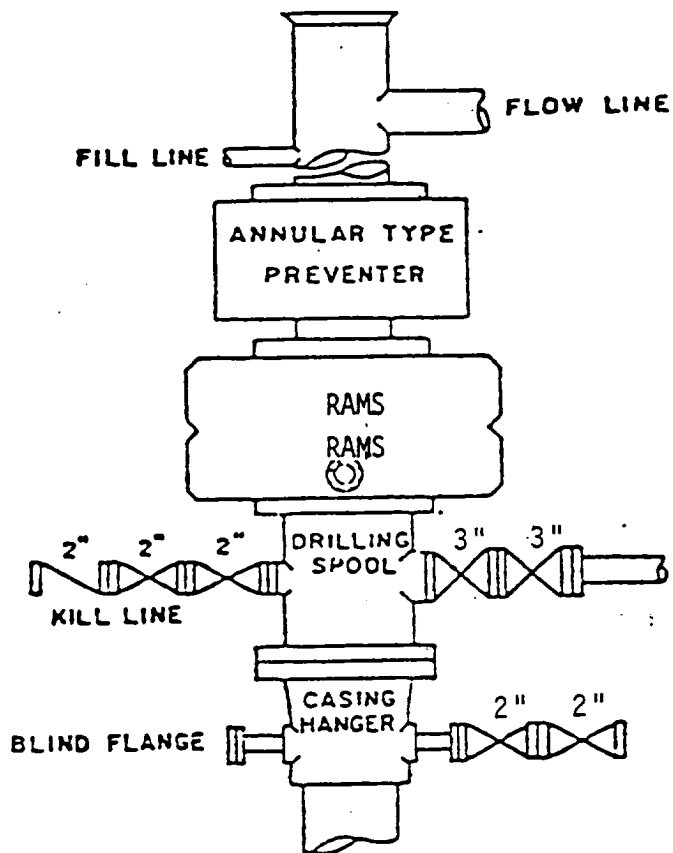 FLOW LINE
FILL LINE
ANNULAR TYPE
PREVENTER
RAMS
RAMS
2" 2" 2"
DRILLING
SPOOL
3" 3"
KILL LINE
CASING
HANGER
2" 2"
BLIND FLANGE